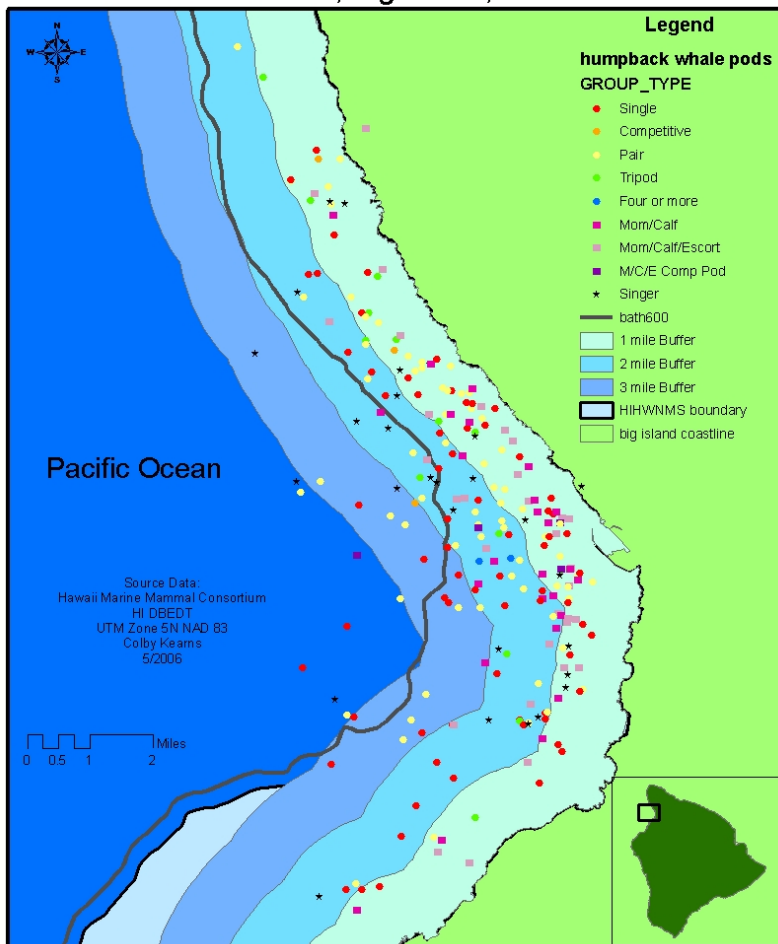 Legend
N
W E
S
humpback whale pods
GROUP_TYPE
Single
Competitive
Pair
Tripod
Four or more
Mom/Calf
Mom/Calf/Escort
M/C/E Comp Pod
Singer
bath600
1 mile Buffer
2 mile Buffer
3 mile Buffer
HIHWNMS boundary
big island coastline
Pacific Ocean
Source Data:
Hawaii Marine Mammal Consortium
HI DBEDT
UTM Zone 5N NAD 83
Colby Kearns
5/2006
Miles
0 0.5 1 2